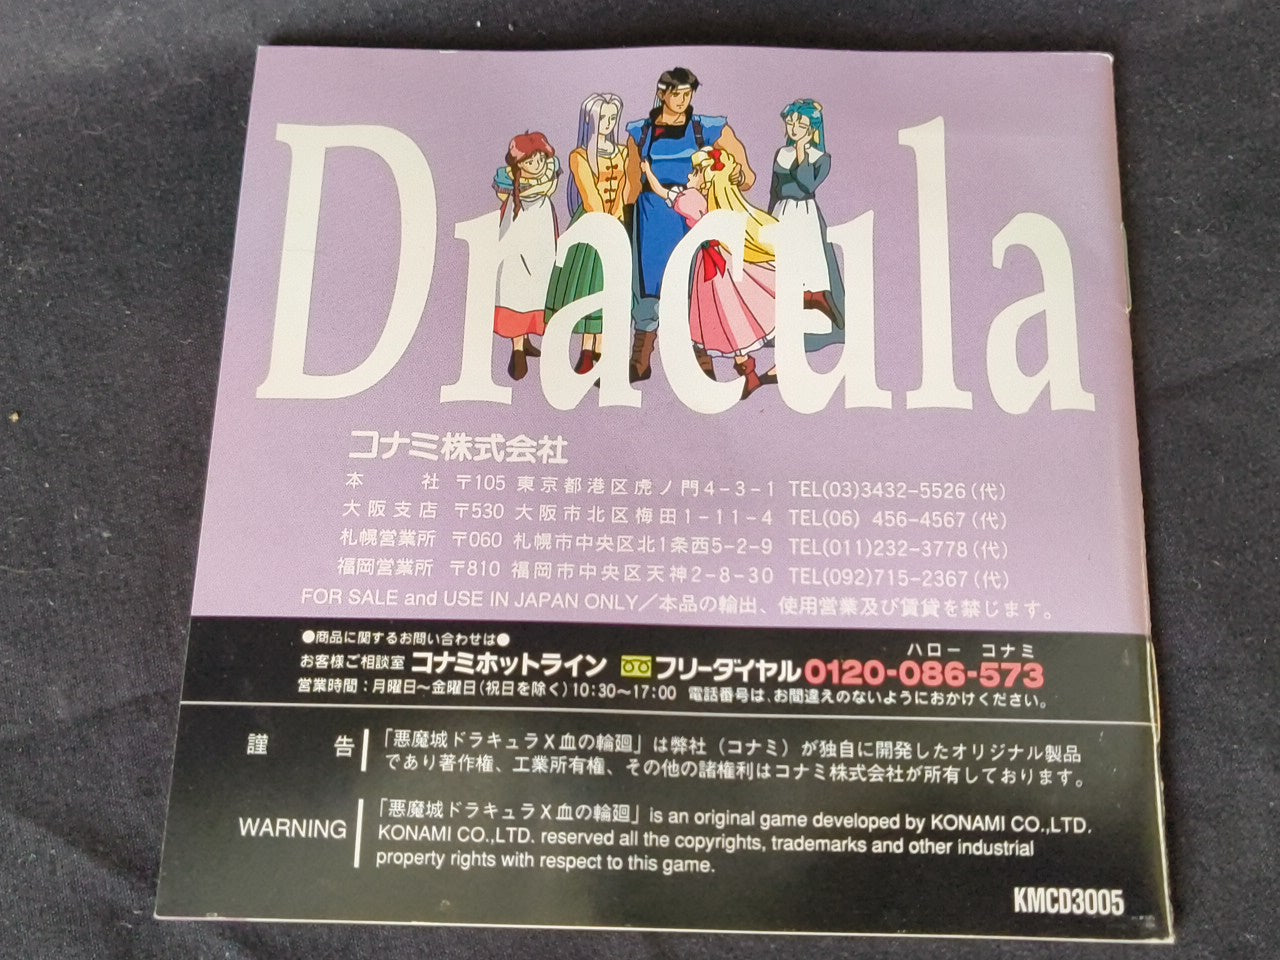 Dracula
コナミ株式会社
本　社 〒105 東京都港区虎ノ門4-3-1 TEL(03)3432-5526(代)
大阪支店 〒530 大阪市北区梅田1-11-4 TEL(06) 456-4567(代)
札幌営業所 〒060 札幌市中央区北1条西5-2-9 TEL(011)232-3778(代)
福岡営業所 〒810 福岡市中央区天神2-8-30 TEL(092)715-2367(代)
FOR SALE and USE IN JAPAN ONLY／本品の輸出、使用営業及び賃貸を禁じます。
●商品に関するお問い合わせは●
ハロー コナミ
お客様ご相談室 コナミホットライン フリーダイヤル0120-086-573
営業時間：月曜日〜金曜日(祝日を除く)10:30〜17:00 電話番号は、お間違えのないようにおかけください。
謹　告 「悪魔城ドラキュラX血の輪廻」は弊社（コナミ）が独自に開発したオリジナル製品
であり著作権、工業所有権、その他の諸権利はコナミ株式会社が所有しております。
WARNING 「悪魔城ドラキュラX血の輪廻」is an original game developed by KONAMI CO.,LTD.
KONAMI CO.,LTD. reserved all the copyrights, trademarks and other industrial
property rights with respect to this game.
KMCD3005